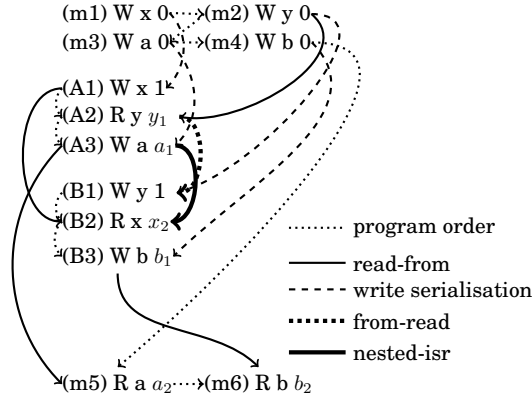 (m1) W x 0 (m2) W y 0
(m3) W a 0 (m4) W b 0
(A1) W x 1
(A2) R y y₁
(A3) W a a₁
(B1) W y 1
(B2) R x x₂
(B3) W b b₁
program order
read-from
write serialisation
from-read
nested-isr
(m5) R a a₂ (m6) R b b₂